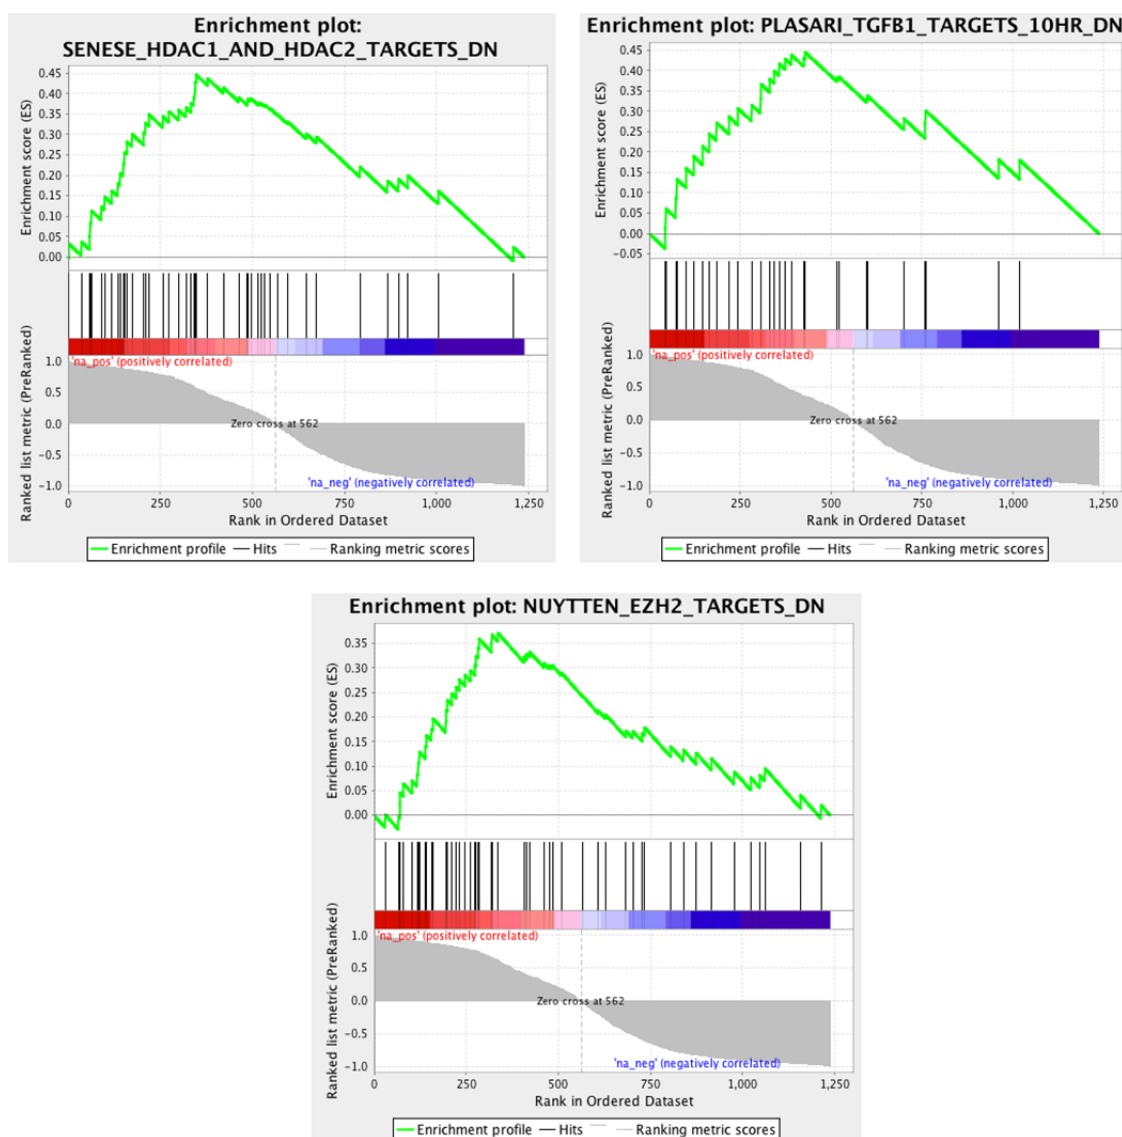 Enrichment plot:
SENESE_HDAC1_AND_HDAC2_TARGETS_DN
Enrichment score (ES)
0.45
0.40
0.35
0.30
0.25
0.20
0.15
0.10
0.05
0.00
Ranked list metric (PreRanked)
1.0
0.5
0.0
-0.5
-1.0
'na_pos' (positively correlated)
Zero cross at 562
'na_neg' (negatively correlated)
0 250 500 750 1,000 1,250
Rank in Ordered Dataset
Enrichment profile Hits Ranking metric scores
Enrichment plot: PLASARI_TGFB1_TARGETS_10HR_DN
Enrichment score (ES)
0.45
0.40
0.35
0.30
0.25
0.20
0.15
0.10
0.05
0.00
-0.05
Ranked list metric (PreRanked)
1.0
0.5
0.0
-0.5
-1.0
'na_pos' (positively correlated)
Zero cross at 562
'na_neg' (negatively correlated)
0 250 500 750 1,000 1,250
Rank in Ordered Dataset
Enrichment profile Hits Ranking metric scores
Enrichment plot: NUYTTEN_EZH2_TARGETS_DN
Enrichment score (ES)
0.35
0.30
0.25
0.20
0.15
0.10
0.05
0.00
Ranked list metric (PreRanked)
1.0
0.5
0.0
-0.5
-1.0
'na_pos' (positively correlated)
Zero cross at 562
'na_neg' (negatively correlated)
0 250 500 750 1,000 1,250
Rank in Ordered Dataset
Enrichment profile Hits Ranking metric scores